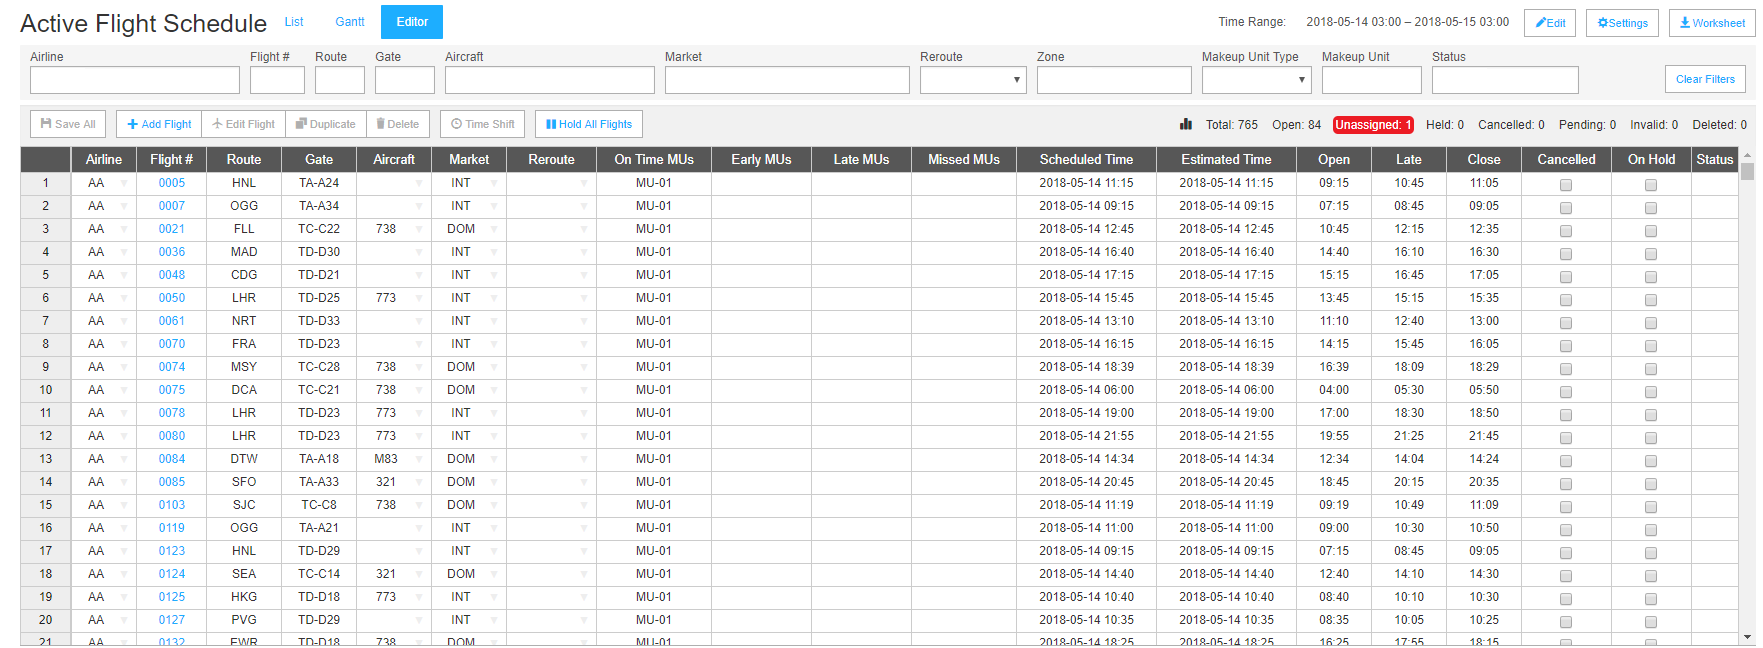 Active Flight Schedule List Gantt Editor Time Range: 2018-05-14 03:00 – 2018-05-15 03:00 Edit Settings Worksheet
Airline Flight # Route Gate Aircraft Market Reroute Zone Makeup Unit Type Makeup Unit Status
Clear Filters
Save All Add Flight Edit Flight Duplicate Delete Time Shift Hold All Flights Total: 765 Open: 84 Unassigned: 1 Held: 0 Cancelled: 0 Pending: 0 Invalid: 0 Deleted: 0
Airline Flight # Route Gate Aircraft Market Reroute On Time MUs Early MUs Late MUs Missed MUs Scheduled Time Estimated Time Open Late Close Cancelled On Hold Status
1 AA 0005 HNL TA-A24 INT MU-01 2018-05-14 11:15 2018-05-14 11:15 09:15 10:45 11:05
2 AA 0007 OGG TA-A34 INT MU-01 2018-05-14 09:15 2018-05-14 09:15 07:15 08:45 09:05
3 AA 0021 FLL TC-C22 738 DOM MU-01 2018-05-14 12:45 2018-05-14 12:45 10:45 12:15 12:35
4 AA 0036 MAD TD-D30 INT MU-01 2018-05-14 16:40 2018-05-14 16:40 14:40 16:10 16:30
5 AA 0048 CDG TD-D21 INT MU-01 2018-05-14 17:15 2018-05-14 17:15 15:15 16:45 17:05
6 AA 0050 LHR TD-D25 773 INT MU-01 2018-05-14 15:45 2018-05-14 15:45 13:45 15:15 15:35
7 AA 0061 NRT TD-D33 INT MU-01 2018-05-14 13:10 2018-05-14 13:10 11:10 12:40 13:00
8 AA 0070 FRA TD-D23 INT MU-01 2018-05-14 16:15 2018-05-14 16:15 14:15 15:45 16:05
9 AA 0074 MSY TC-C28 738 DOM MU-01 2018-05-14 18:39 2018-05-14 18:39 16:39 18:09 18:29
10 AA 0075 DCA TC-C21 738 DOM MU-01 2018-05-14 06:00 2018-05-14 06:00 04:00 05:30 05:50
11 AA 0078 LHR TD-D23 773 INT MU-01 2018-05-14 19:00 2018-05-14 19:00 17:00 18:30 18:50
12 AA 0080 LHR TD-D23 773 INT MU-01 2018-05-14 21:55 2018-05-14 21:55 19:55 21:25 21:45
13 AA 0084 DTW TA-A18 M83 DOM MU-01 2018-05-14 14:34 2018-05-14 14:34 12:34 14:04 14:24
14 AA 0085 SFO TA-A33 321 DOM MU-01 2018-05-14 20:45 2018-05-14 20:45 18:45 20:15 20:35
15 AA 0103 SJC TC-C8 738 DOM MU-01 2018-05-14 11:19 2018-05-14 11:19 09:19 10:49 11:09
16 AA 0119 OGG TA-A21 INT MU-01 2018-05-14 11:00 2018-05-14 11:00 09:00 10:30 10:50
17 AA 0123 HNL TD-D29 INT MU-01 2018-05-14 09:15 2018-05-14 09:15 07:15 08:45 09:05
18 AA 0124 SEA TC-C14 321 DOM MU-01 2018-05-14 14:40 2018-05-14 14:40 12:40 14:10 14:30
19 AA 0125 HKG TD-D18 773 INT MU-01 2018-05-14 10:40 2018-05-14 10:40 08:40 10:10 10:30
20 AA 0127 PVG TD-D29 INT MU-01 2018-05-14 10:35 2018-05-14 10:35 08:35 10:05 10:25
21 AA 0132 EWR TD-D18 738 DOM MU-01 2018-05-14 18:25 2018-05-14 18:25 16:25 17:55 18:15